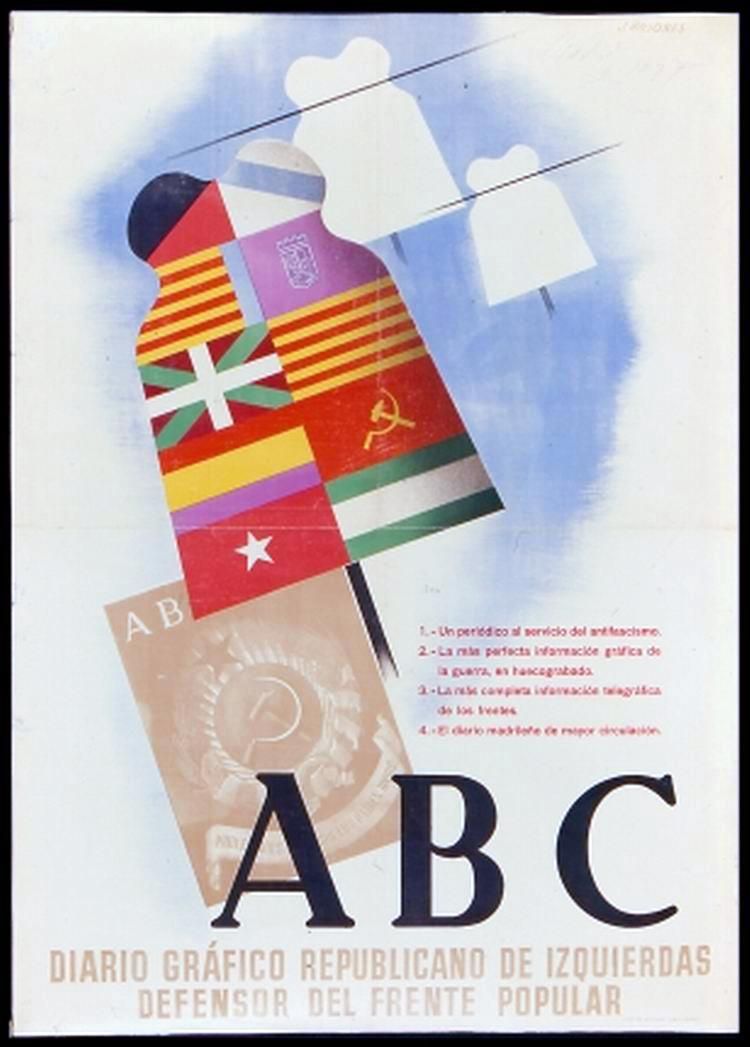 J. BRIONES
A B
1.- Un periódico al servicio del antifascismo.
2.- La más perfecta información gráfica de
la guerra, en huecograbado.
3.- La más completa información telegráfica
de los frentes.
4.- El diario madrileño de mayor circulación.
ABC
DIARIO GRÁFICO REPUBLICANO DE IZQUIERDAS
DEFENSOR DEL FRENTE POPULAR